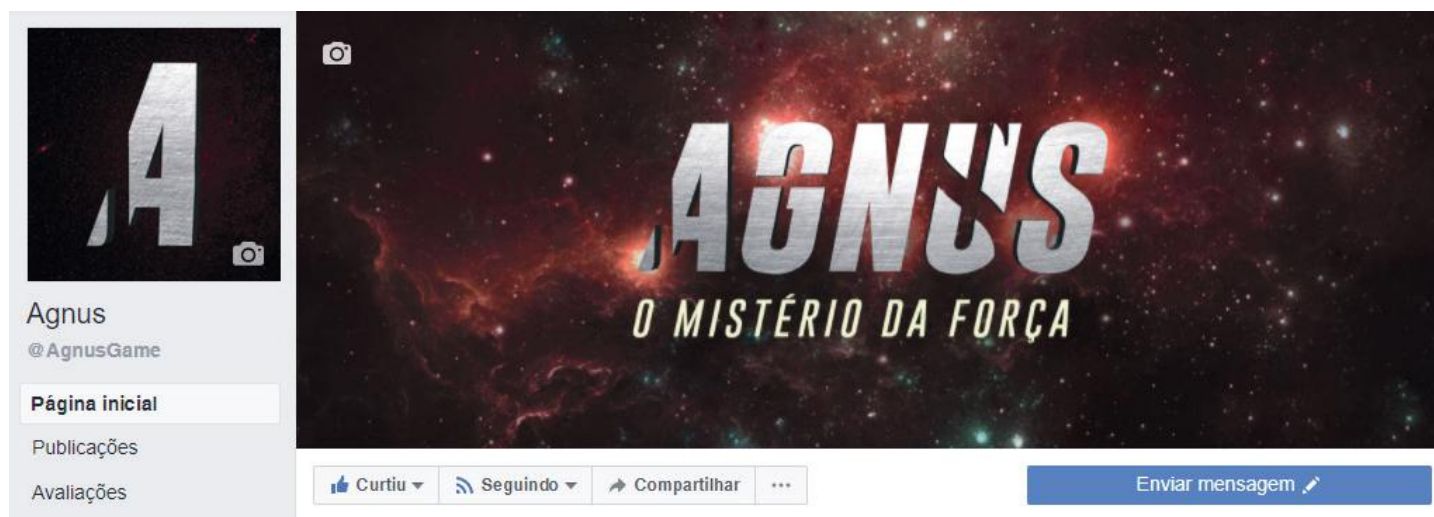 A
Agnus
@AgnusGame
Página inicial
Publicações
Avaliações
AGNUS
O MISTÉRIO DA FORÇA
Curtiu Seguindo Compartilhar ... Enviar mensagem